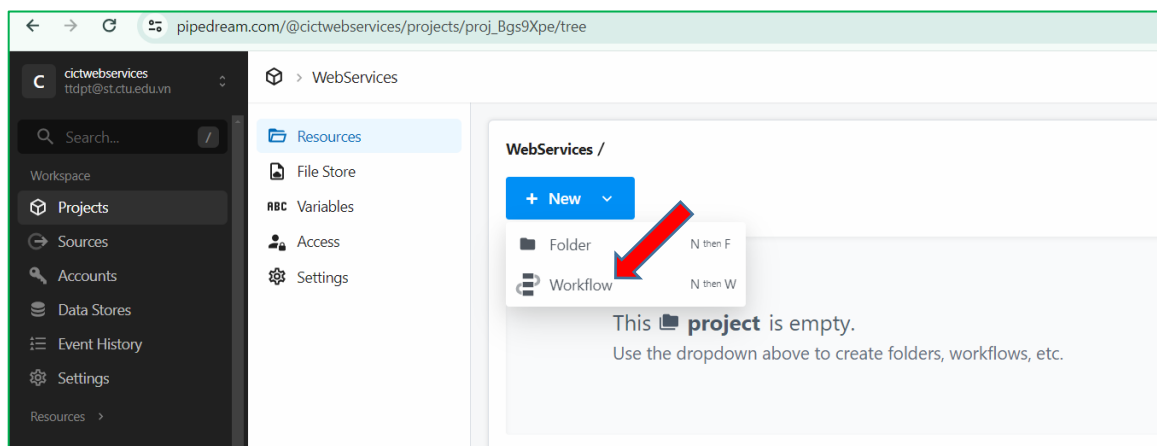 pipedream.com/@cictwebservices/projects/proj_Bgs9Xpe/tree
C
cictwebservices
ttdpt@st.ctu.edu.vn
Search... /
Workspace
Projects
Sources
Accounts
Data Stores
Event History
Settings
Resources >
> WebServices
Resources
File Store
ABC Variables
Access
Settings
WebServices /
+ New
Folder N then F
Workflow N then W
This project is empty.
Use the dropdown above to create folders, workflows, etc.